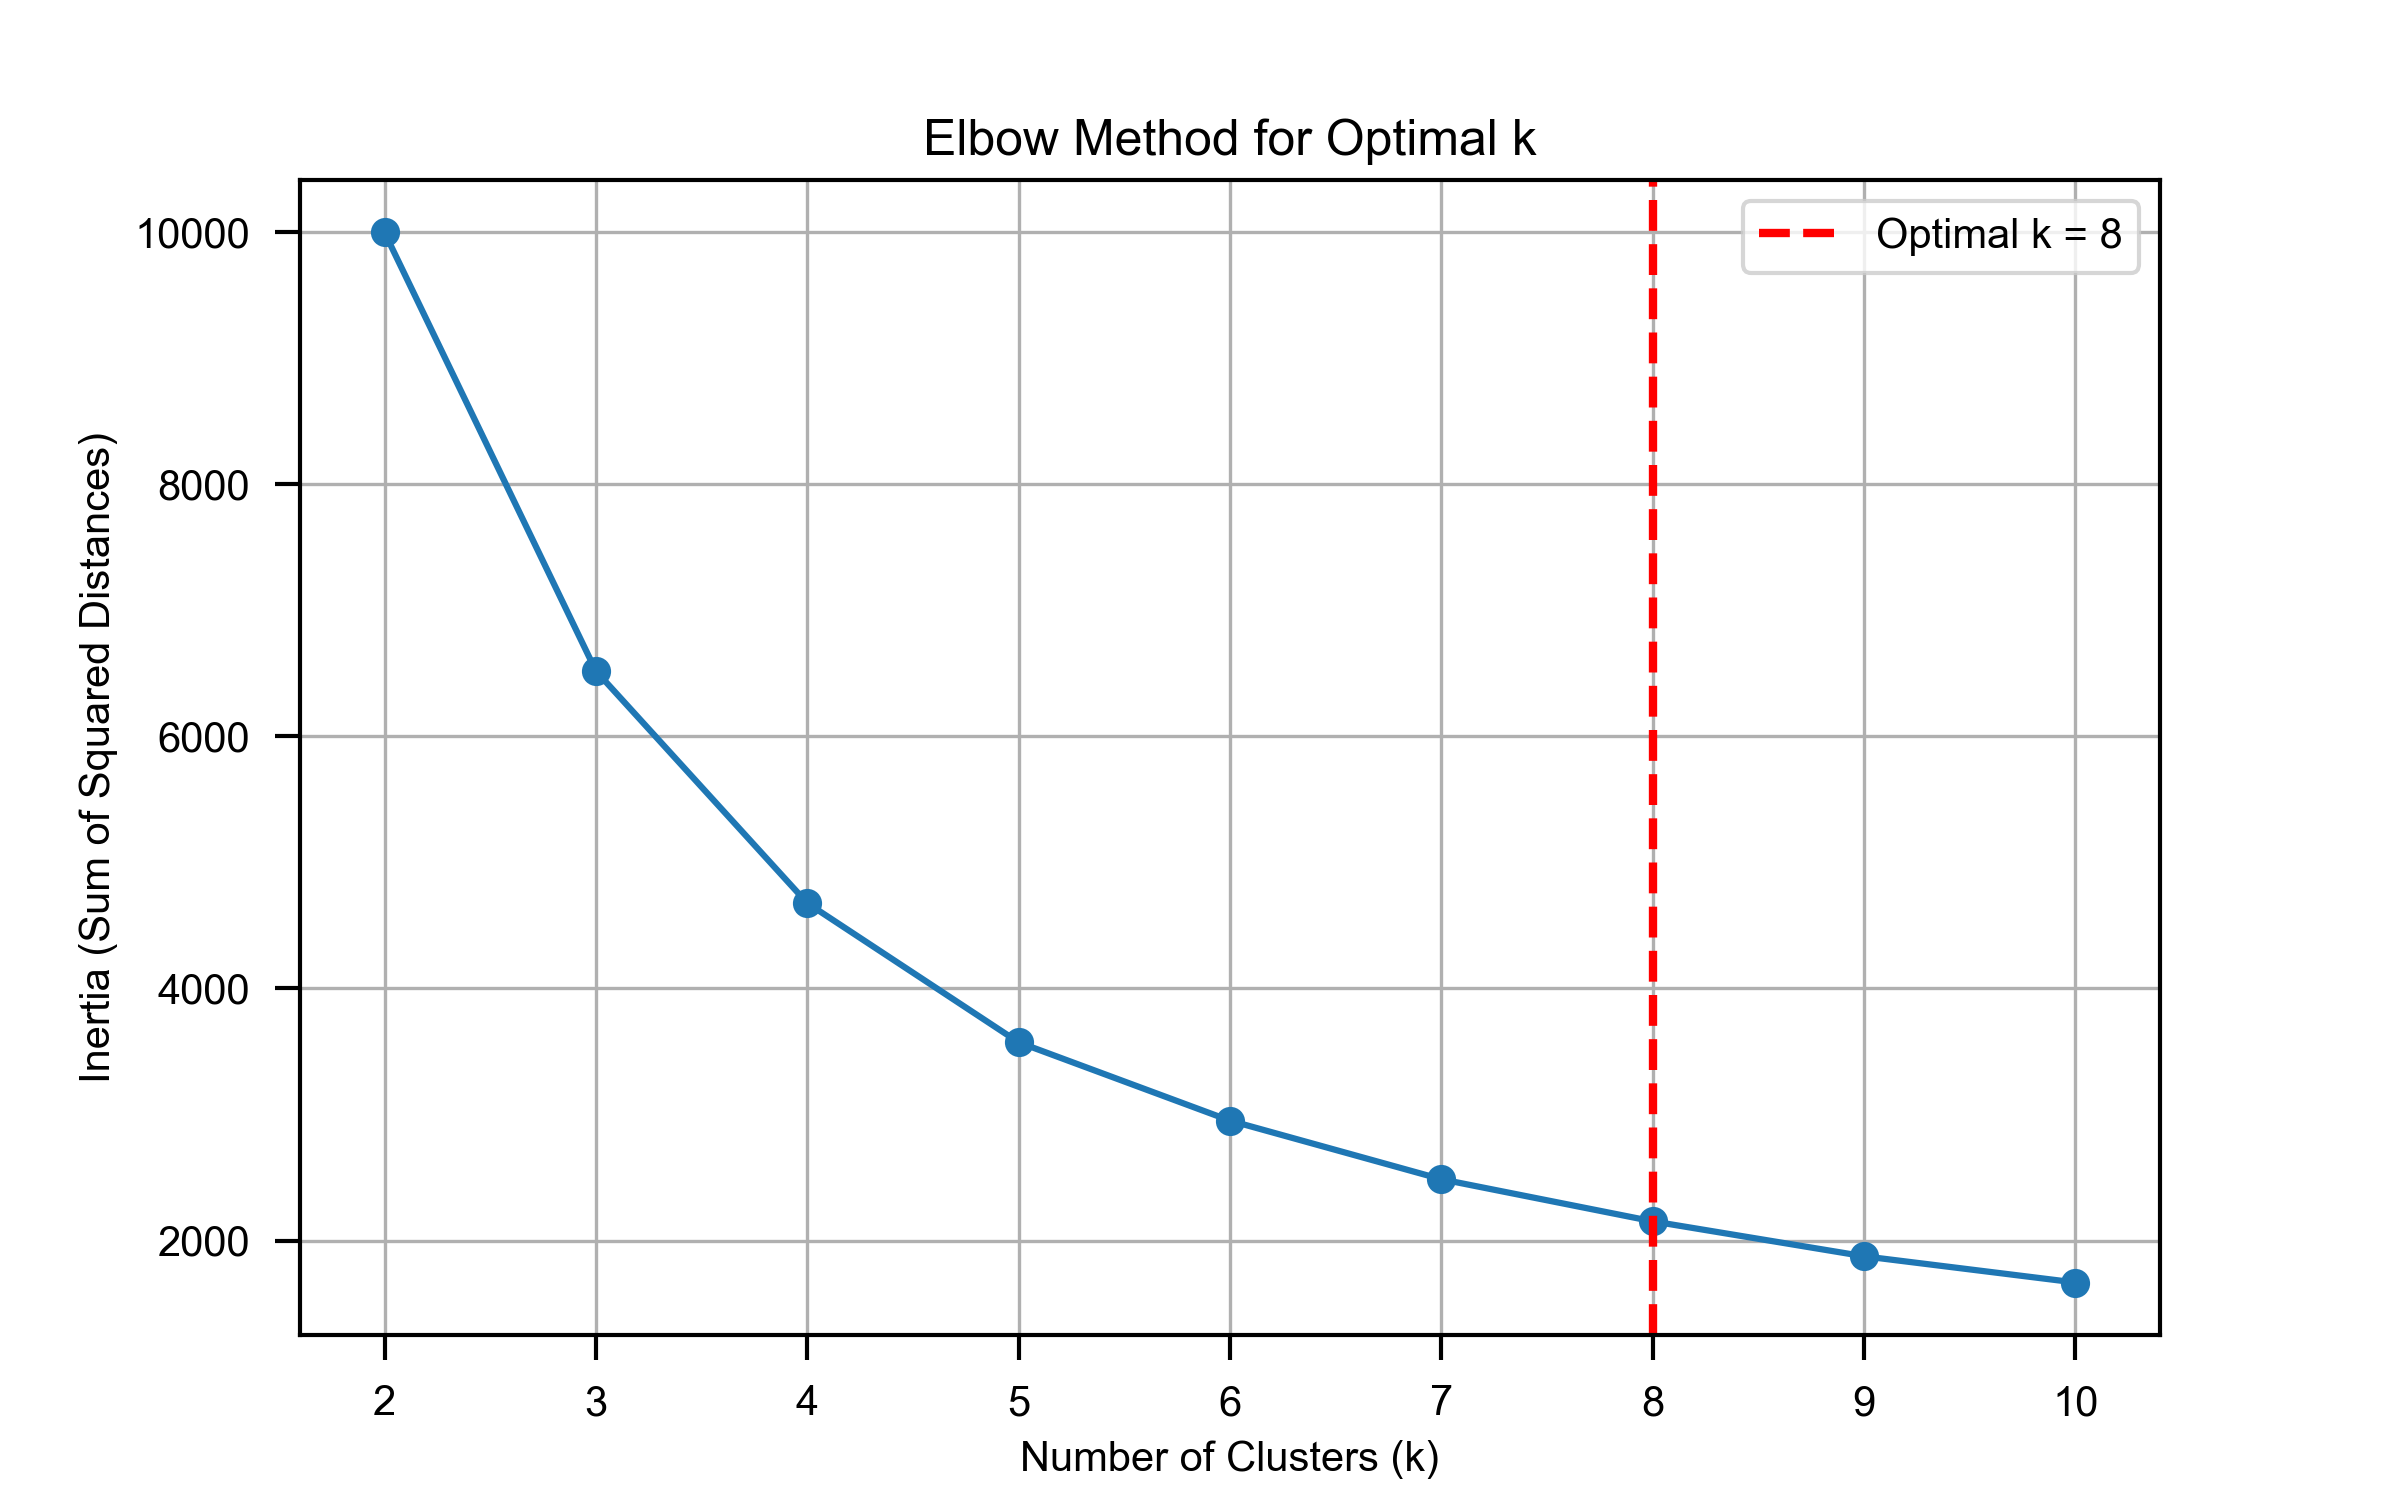 Elbow Method for Optimal k
Optimal k = 8
Inertia (Sum of Squared Distances)
10000
8000
6000
4000
2000
2 3 4 5 6 7 8 9 10
Number of Clusters (k)